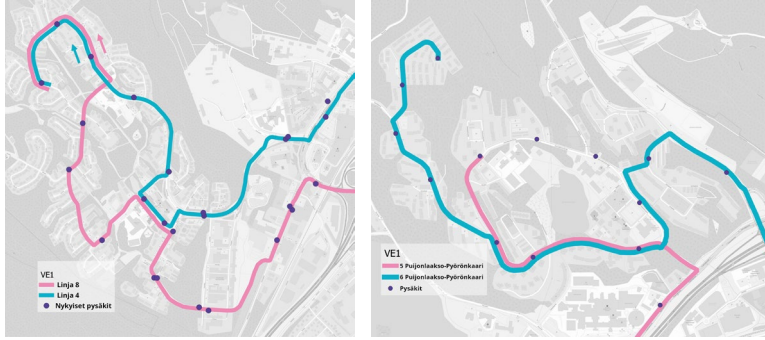 VE1
Linja 8
Linja 4
Nykyiset pysäkit
VE1
5 Puijonlaakso-Pyörönkaari
6 Puijonlaakso-Pyörönkaari
Pysäkit